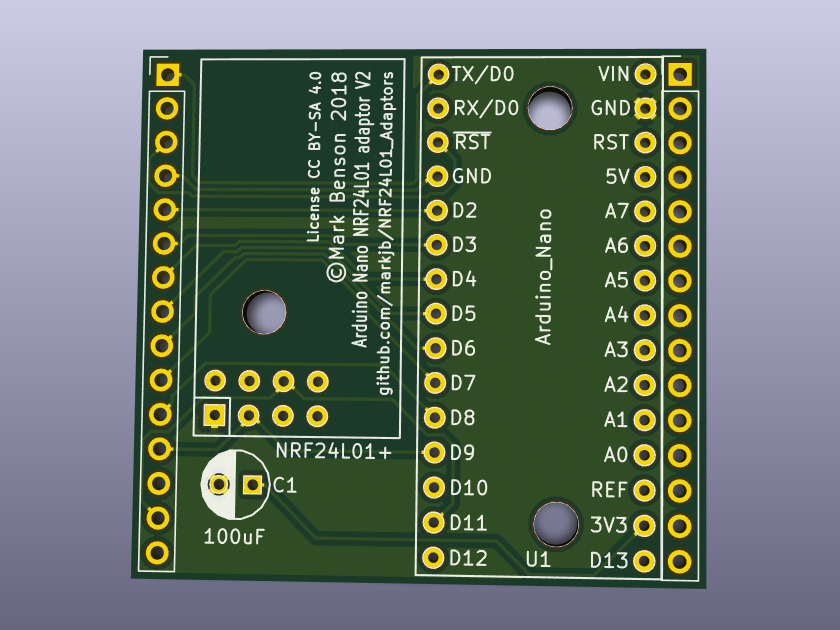 License CC BY-SA 4.0
©Mark Benson 2018
Arduino Nano NRF24L01 adaptor V2
github.com/markjb/NRF24L01_Adaptors
NRF24L01+
C1
100uF
TX/D0
RX/D0
RST
GND
D2
D3
D4
D5
D6
D7
D8
D9
D10
D11
D12
Arduino_Nano
U1
VIN
GND
RST
5V
A7
A6
A5
A4
A3
A2
A1
A0
REF
3V3
D13